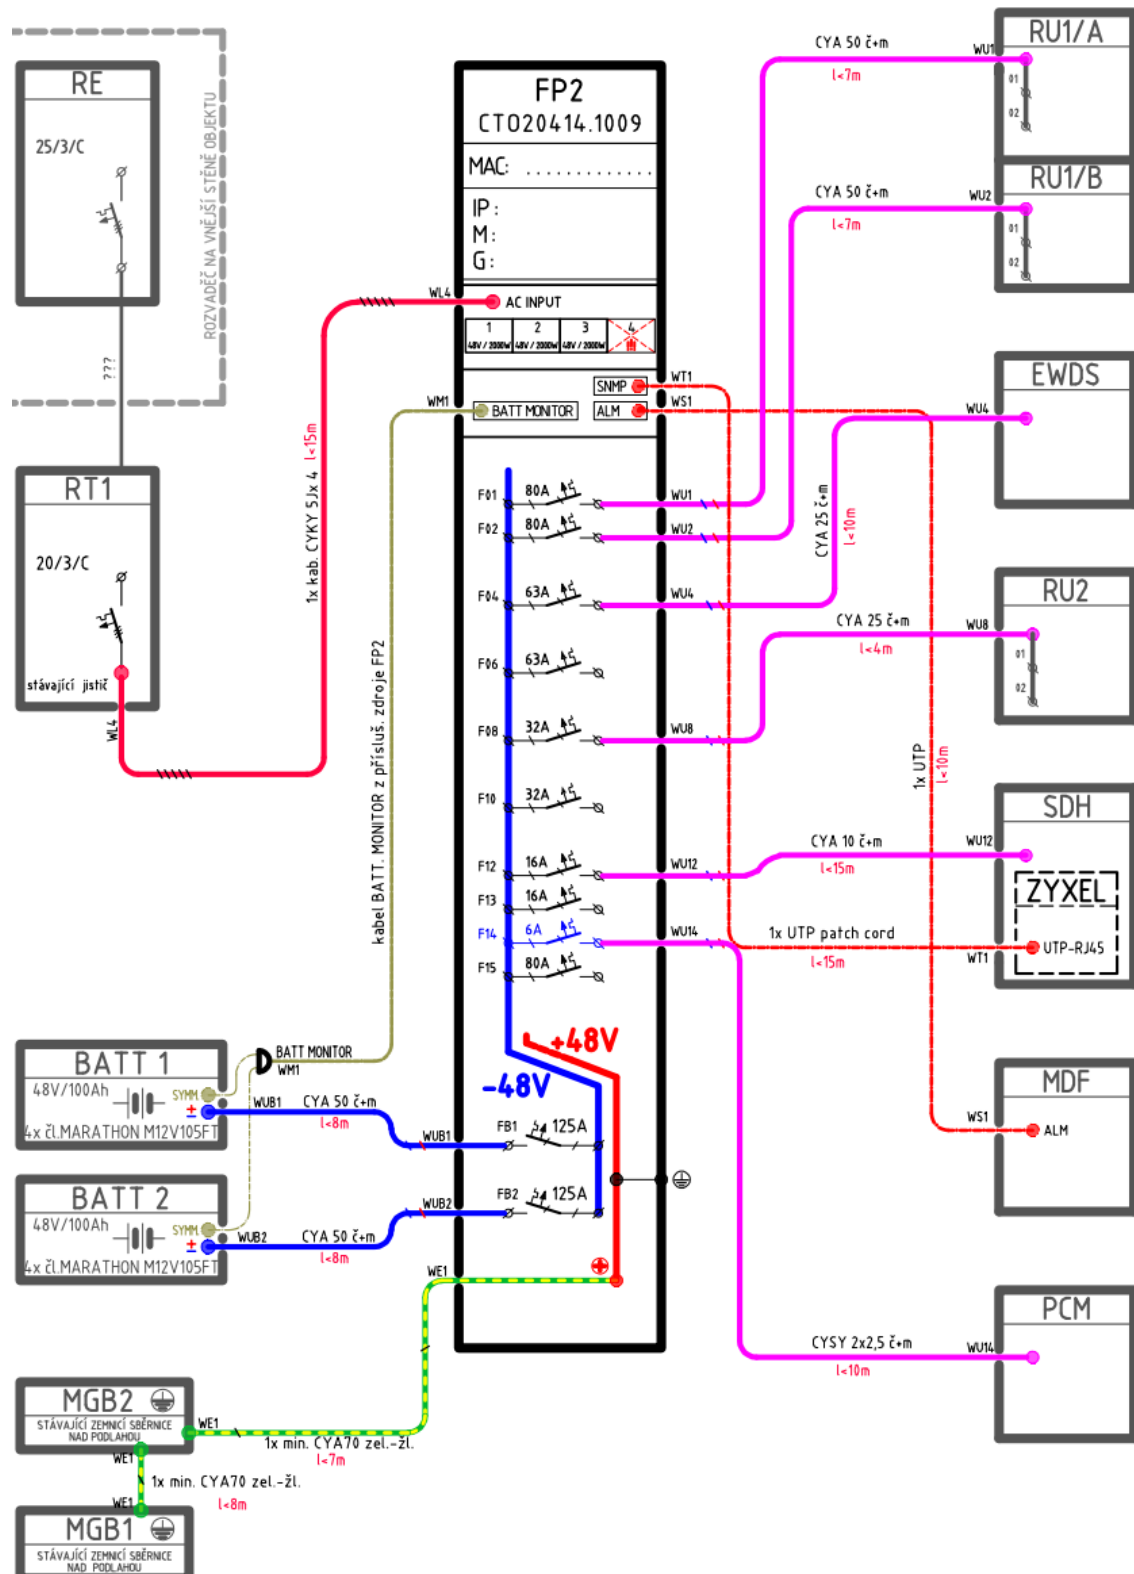 RE
25/3/C
ROZVADĚČ NA VNĚJŠÍ STĚNĚ OBJEKTU
???
RT1
20/3/C
stávající jistič
WL4
1x kab. CYKY 5Jx 4 l<15m
WL4
FP2
CTO20414.1009
MAC: .............
IP:
M:
G:
AC INPUT
1 2 3 4
48V / 2000W 48V / 2000W 48V / 2000W
SNMP WT1
WM1 BATT MONITOR ALM WS1
kabel BATT. MONITOR z přísluš. zdroje FP2
F01 80A WU1
F02 80A WU2
F04 63A WU4
F06 63A
F08 32A WU8
F10 32A
F12 16A WU12
F13 16A
F14 6A WU14
F15 80A
+48V
-48V
FB1 125A
FB2 125A
BATT 1
48V/100Ah
SYMM.
±
4x čl.MARATHON M12V105FT
BATT MONITOR
WM1
WUB1 CYA 50 č+m
l<8m
WUB1
BATT 2
48V/100Ah
SYMM.
±
4x čl.MARATHON M12V105FT
WUB2 CYA 50 č+m
l<8m
WUB2
WE1
MGB2
STÁVAJÍCÍ ZEMNICÍ SBĚRNICE
NAD PODLAHOU
WE1
1x min. CYA70 zel.-žl.
l<7m
WE1
1x min. CYA70 zel.-žl.
l<8m
WE1
MGB1
STÁVAJÍCÍ ZEMNICÍ SBĚRNICE
NAD PODLAHOU
CYA 50 č+m
l<7m
WU1
RU1/A
01
02
CYA 50 č+m
l<7m
WU2
RU1/B
01
02
CYA 25 č+m
l<10m
WU4
EWDS
CYA 25 č+m
l<4m
WU8
RU2
01
02
1x UTP
l<10m
CYA 10 č+m
l<15m
WU12
SDH
ZYXEL
UTP-RJ45
1x UTP patch cord
l<15m
WT1
MDF
WS1
ALM
CYSY 2x2,5 č+m
l<10m
WU14
PCM